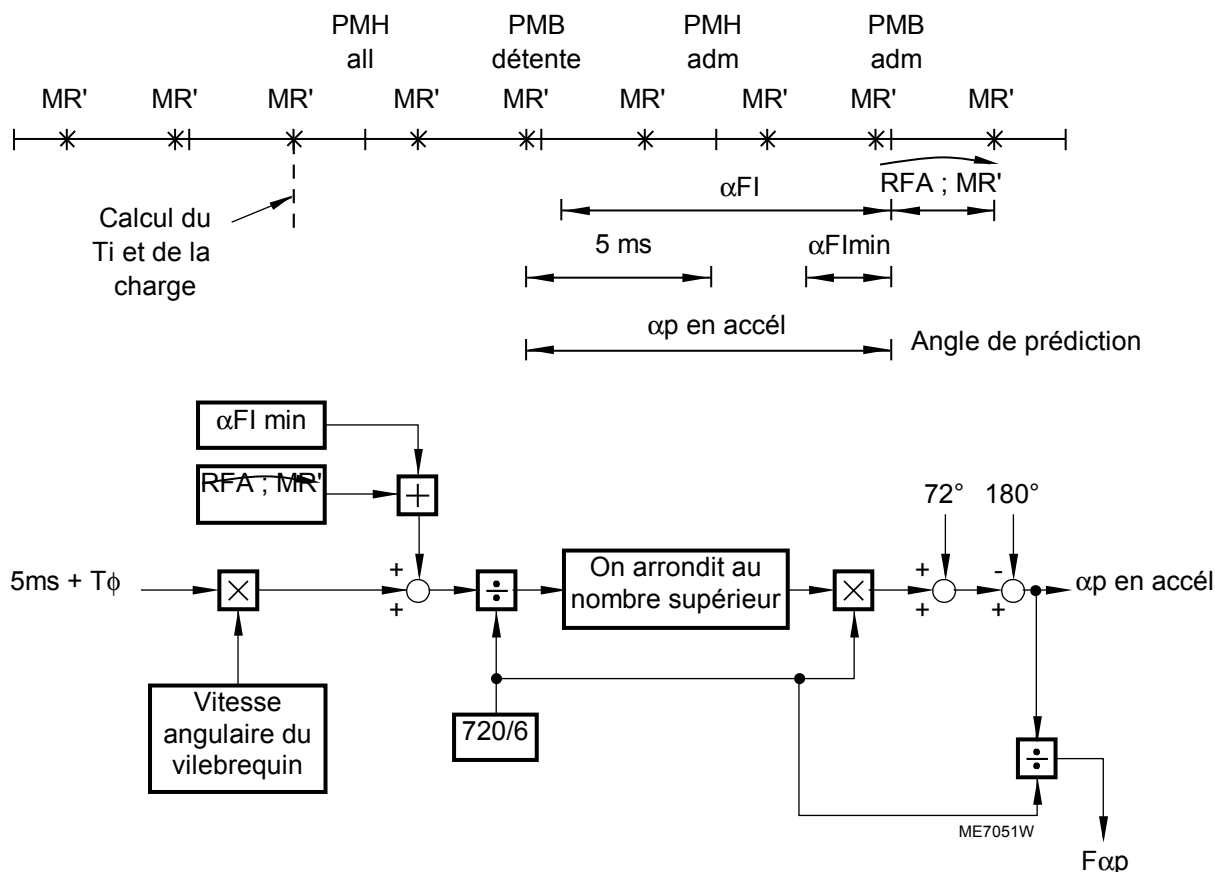 PMH
all
PMB
détente
PMH
adm
PMB
adm
MR' MR' MR' MR' MR' MR' MR' MR' MR'
Calcul du
Ti et de la
charge
αFI
RFA ; MR'
5 ms
αFImin
αp en accél
Angle de prédiction
αFI min
RFA ; MR'
+
72° 180°
5ms + Tϕ
×
+
+
÷
On arrondit au
nombre supérieur
×
+
+
-
+
αp en accél
Vitesse
angulaire du
vilebrequin
720/6
÷
ME7051W
Fαp